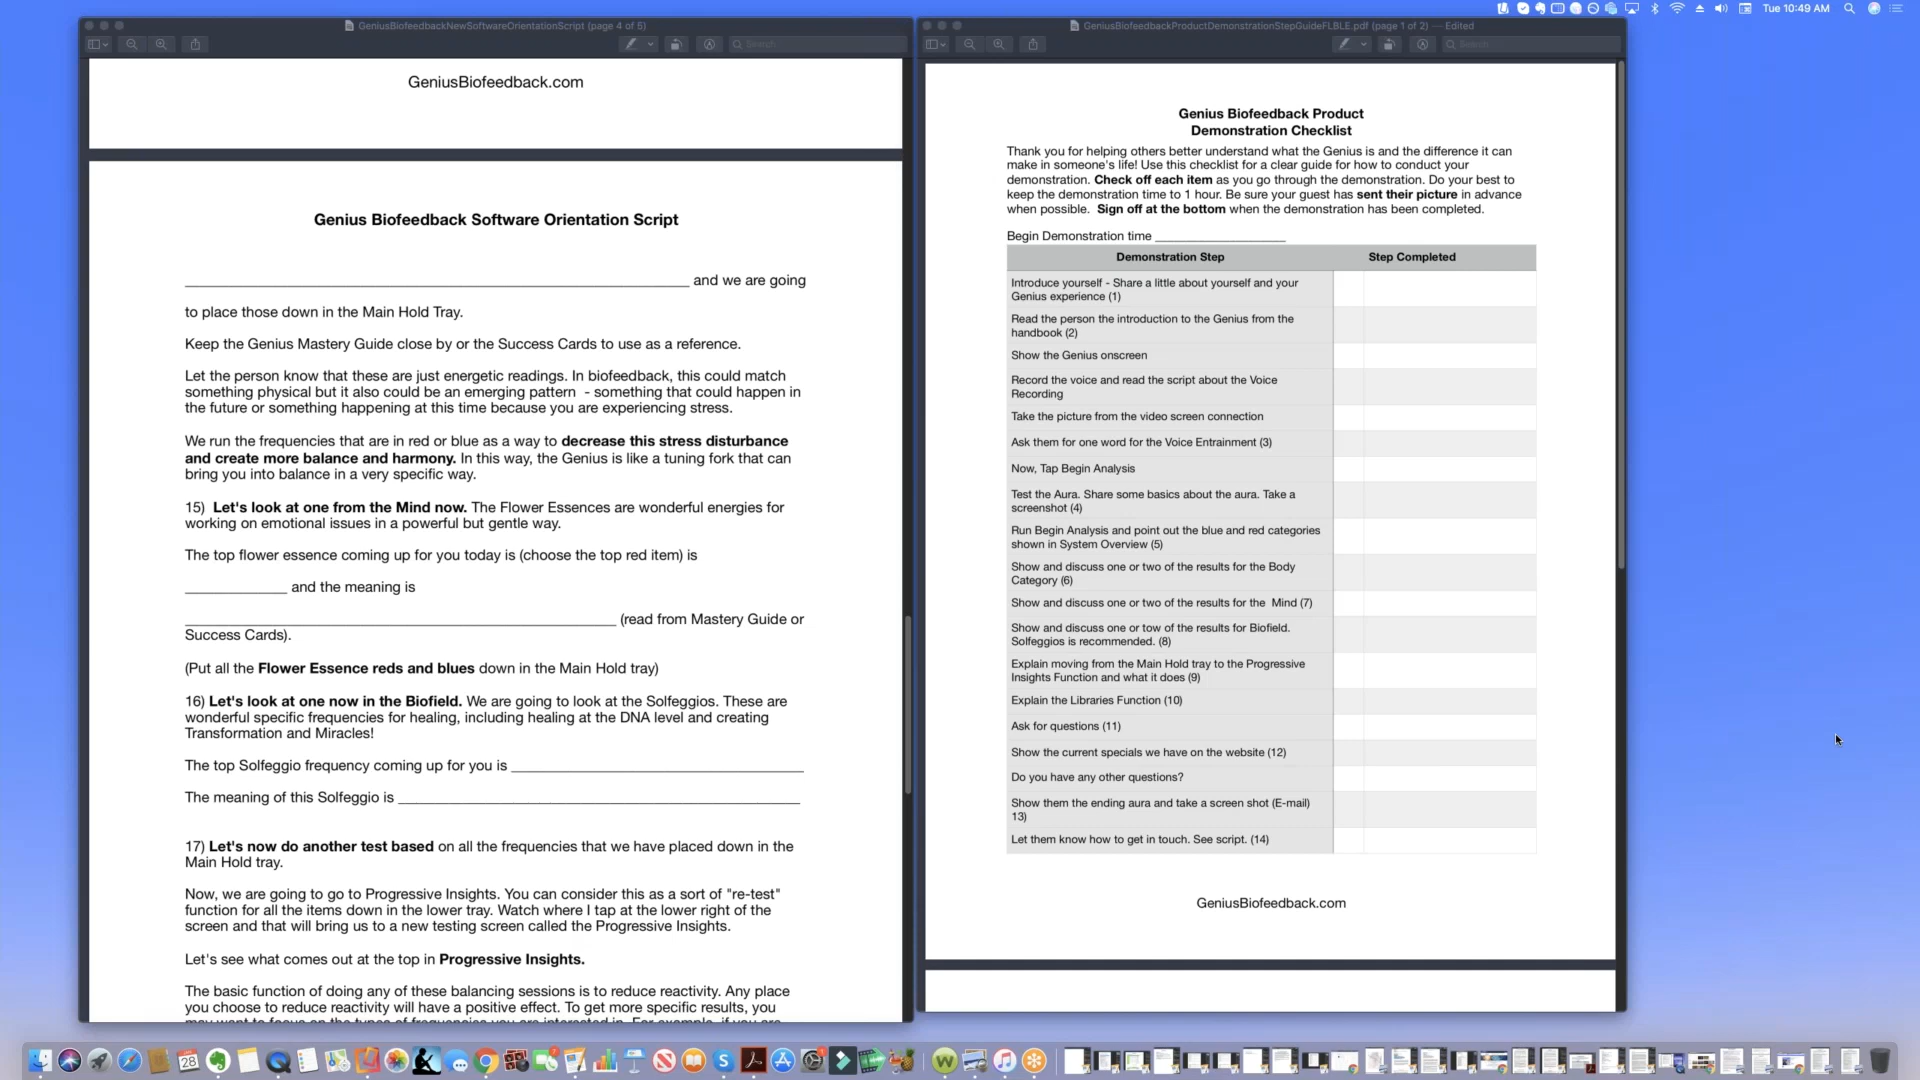 Tue 10:49 AM
GeniusBiofeedbackNewSoftwareOrientationScript (page 4 of 5)
Search
GeniusBiofeedback.com
Genius Biofeedback Software Orientation Script
and we are going
to place those down in the Main Hold Tray.
Keep the Genius Mastery Guide close by or the Success Cards to use as a reference.
Let the person know that these are just energetic readings. In biofeedback, this could match
something physical but it also could be an emerging pattern  - something that could happen in
the future or something happening at this time because you are experiencing stress.
We run the frequencies that are in red or blue as a way to decrease this stress disturbance
and create more balance and harmony. In this way, the Genius is like a tuning fork that can
bring you into balance in a very specific way.
15)  Let's look at one from the Mind now. The Flower Essences are wonderful energies for
working on emotional issues in a powerful but gentle way.
The top flower essence coming up for you today is (choose the top red item) is
____________ and the meaning is
(read from Mastery Guide or
Success Cards).
(Put all the Flower Essence reds and blues down in the Main Hold tray)
16) Let's look at one now in the Biofield. We are going to look at the Solfeggios. These are
wonderful specific frequencies for healing, including healing at the DNA level and creating
Transformation and Miracles!
The top Solfeggio frequency coming up for you is
The meaning of this Solfeggio is
17) Let's now do another test based on all the frequencies that we have placed down in the
Main Hold tray.
Now, we are going to go to Progressive Insights. You can consider this as a sort of "re-test"
function for all the items down in the lower tray. Watch where I tap at the lower right of the
screen and that will bring us to a new testing screen called the Progressive Insights.
Let's see what comes out at the top in Progressive Insights.
The basic function of doing any of these balancing sessions is to reduce reactivity. Any place
you choose to reduce reactivity will have a positive effect. To get more specific results, you
may want to focus on the types of frequencies you are interested in. For example, if you are
GeniusBiofeedbackProductDemonstrationStepGuideFLBLE.pdf (page 1 of 2) — Edited
Search
Genius Biofeedback Product
Demonstration Checklist
Thank you for helping others better understand what the Genius is and the difference it can
make in someone's life! Use this checklist for a clear guide for how to conduct your
demonstration. Check off each item as you go through the demonstration. Do your best to
keep the demonstration time to 1 hour. Be sure your guest has sent their picture in advance
when possible.  Sign off at the bottom when the demonstration has been completed.
Begin Demonstration time
Demonstration Step Step Completed
Introduce yourself - Share a little about yourself and your
Genius experience (1)
Read the person the introduction to the Genius from the
handbook (2)
Show the Genius onscreen
Record the voice and read the script about the Voice
Recording
Take the picture from the video screen connection
Ask them for one word for the Voice Entrainment (3)
Now, Tap Begin Analysis
Test the Aura. Share some basics about the aura. Take a
screenshot (4)
Run Begin Analysis and point out the blue and red categories
shown in System Overview (5)
Show and discuss one or two of the results for the Body
Category (6)
Show and discuss one or two of the results for the  Mind (7)
Show and discuss one or tow of the results for Biofield.
Solfeggios is recommended. (8)
Explain moving from the Main Hold tray to the Progressive
Insights Function and what it does (9)
Explain the Libraries Function (10)
Ask for questions (11)
Show the current specials we have on the website (12)
Do you have any other questions?
Show them the ending aura and take a screen shot (E-mail)
13)
Let them know how to get in touch. See script. (14)
GeniusBiofeedback.com
28